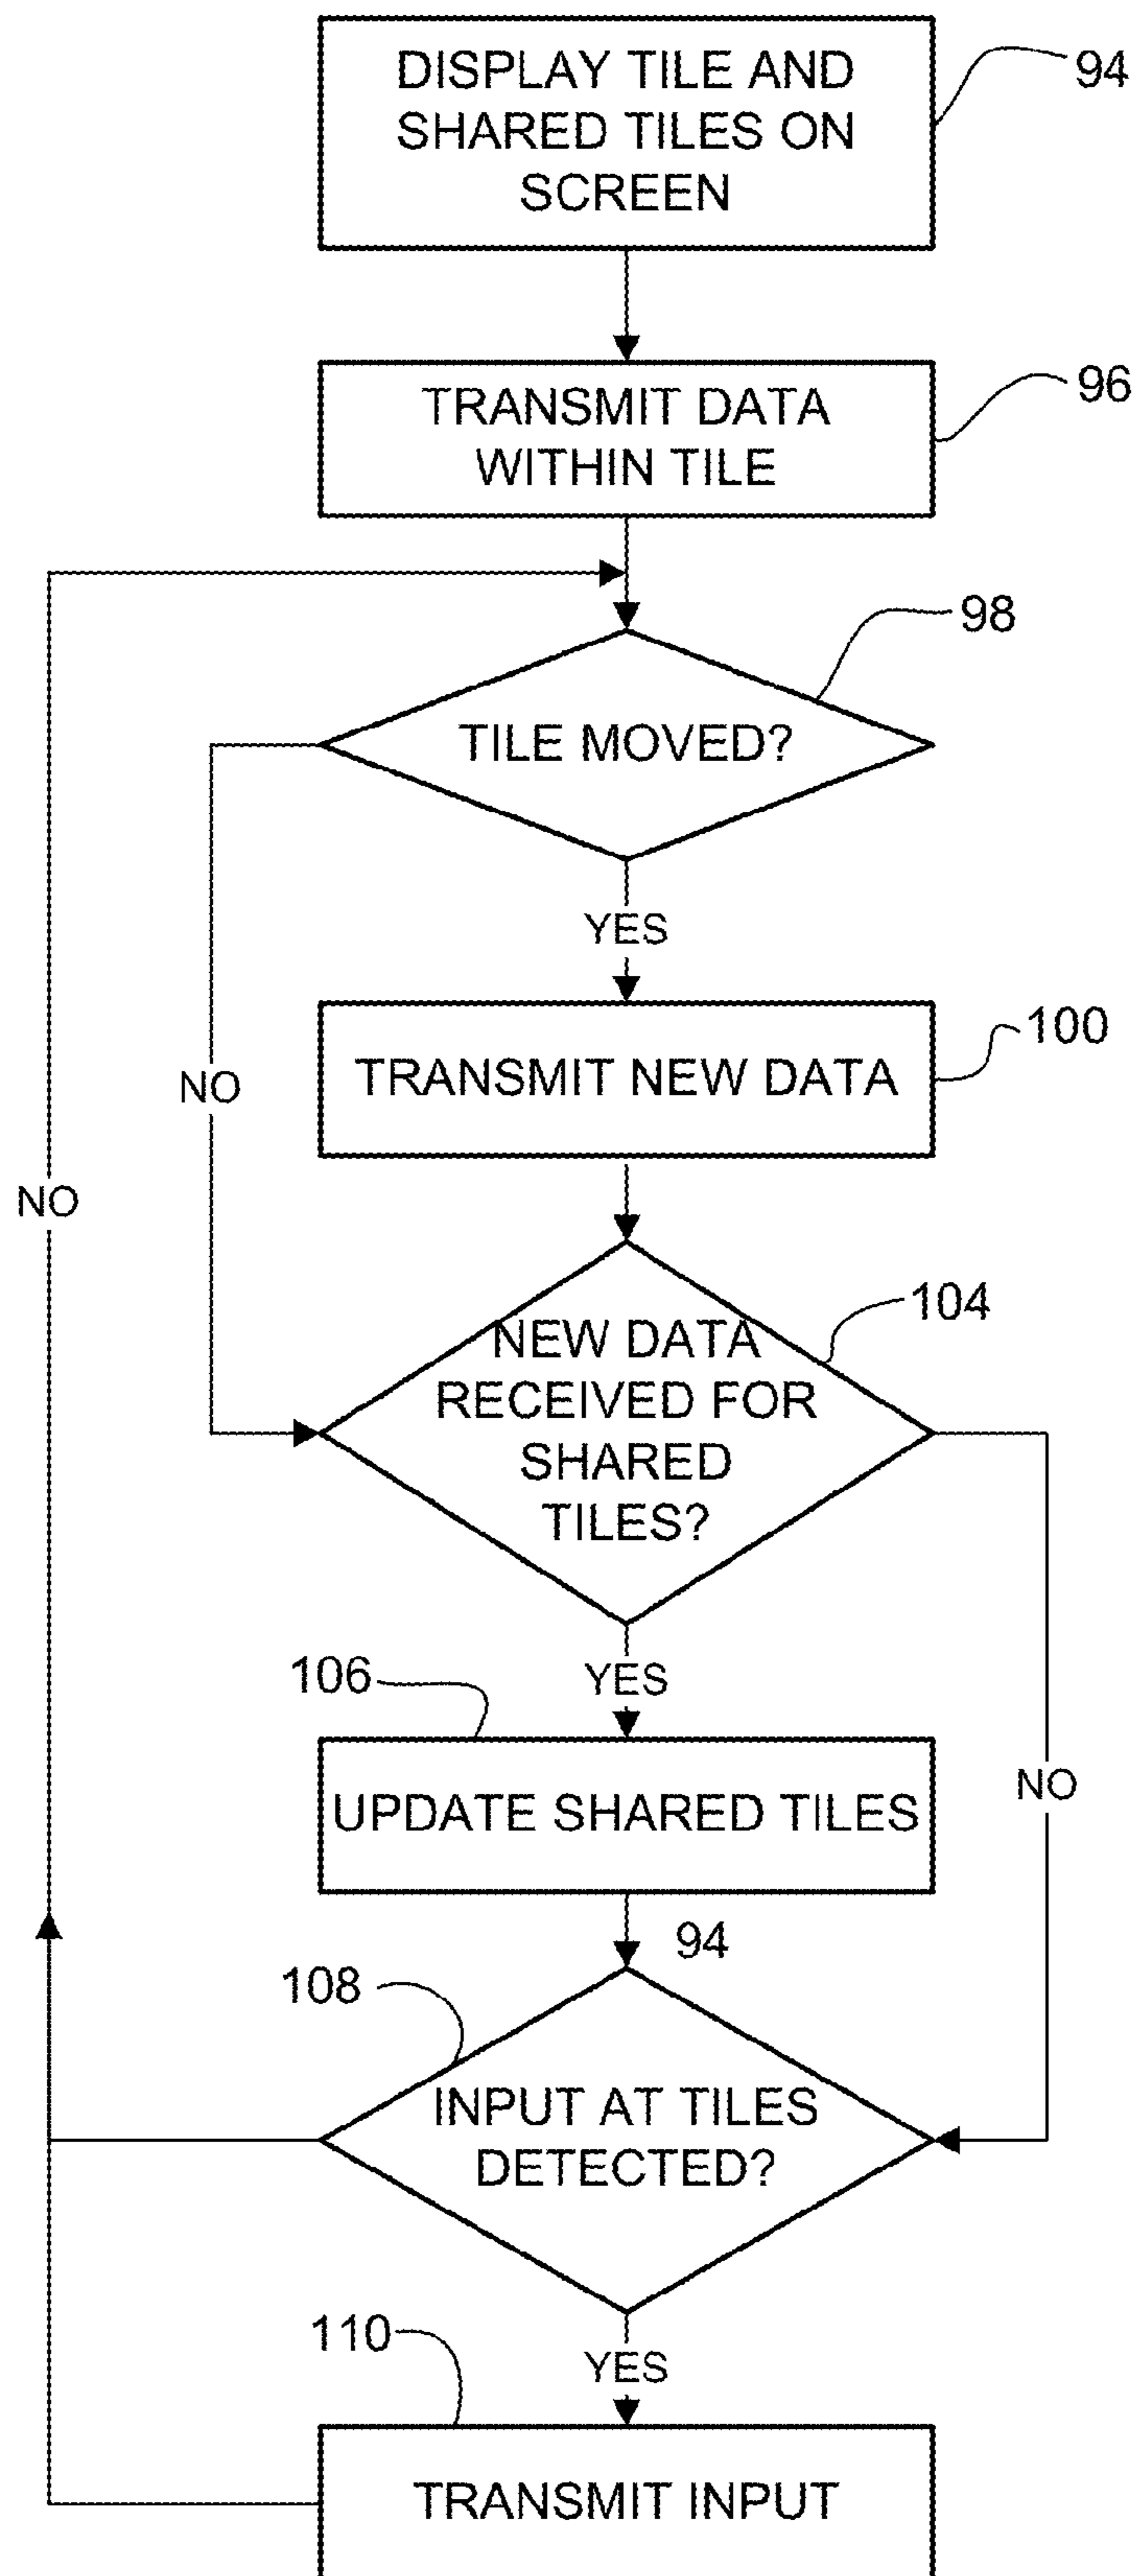 DISPLAY TILE AND
SHARED TILES ON
SCREEN
94
TRANSMIT DATA
WITHIN TILE
96
98
TILE MOVED?
YES
100
TRANSMIT NEW DATA
NO
NO
104
NEW DATA
RECEIVED FOR
SHARED
TILES?
106
YES
UPDATE SHARED TILES
NO
94
108
INPUT AT TILES
DETECTED?
110
YES
TRANSMIT INPUT